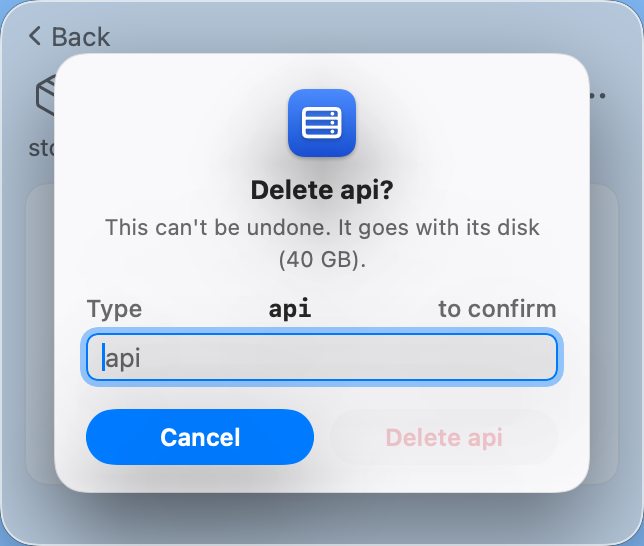 Back
Delete api?
This can't be undone. It goes with its disk
(40 GB).
Type api to confirm
api
Cancel
Delete api